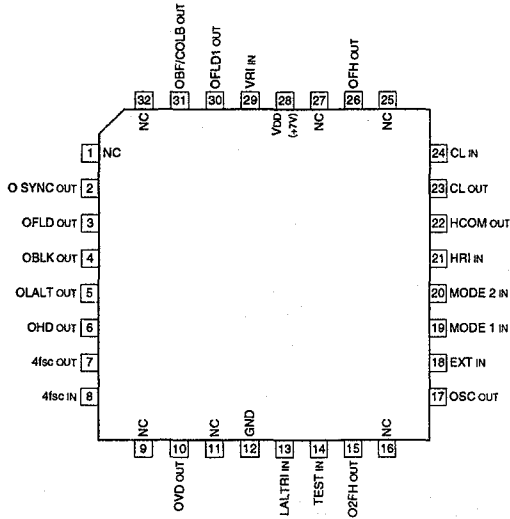 OBF/COLB OUT
OFLD1 OUT
VRI IN
OFH OUT
32 31 30 29 28 27 26 25
NC
VDD
(+7V)
NC
NC
1 NC
O SYNC OUT 2
OFLD OUT 3
OBLK OUT 4
OLALT OUT 5
OHD OUT 6
4fsc OUT 7
4fsc IN 8
24 CL IN
23 CL OUT
22 HCOM OUT
21 HRI IN
20 MODE 2 IN
19 MODE 1 IN
18 EXT IN
17 OSC OUT
NC
NC
GND
NC
9 10 11 12 13 14 15 16
OVD OUT
LALTRI IN
TEST IN
O2FH OUT